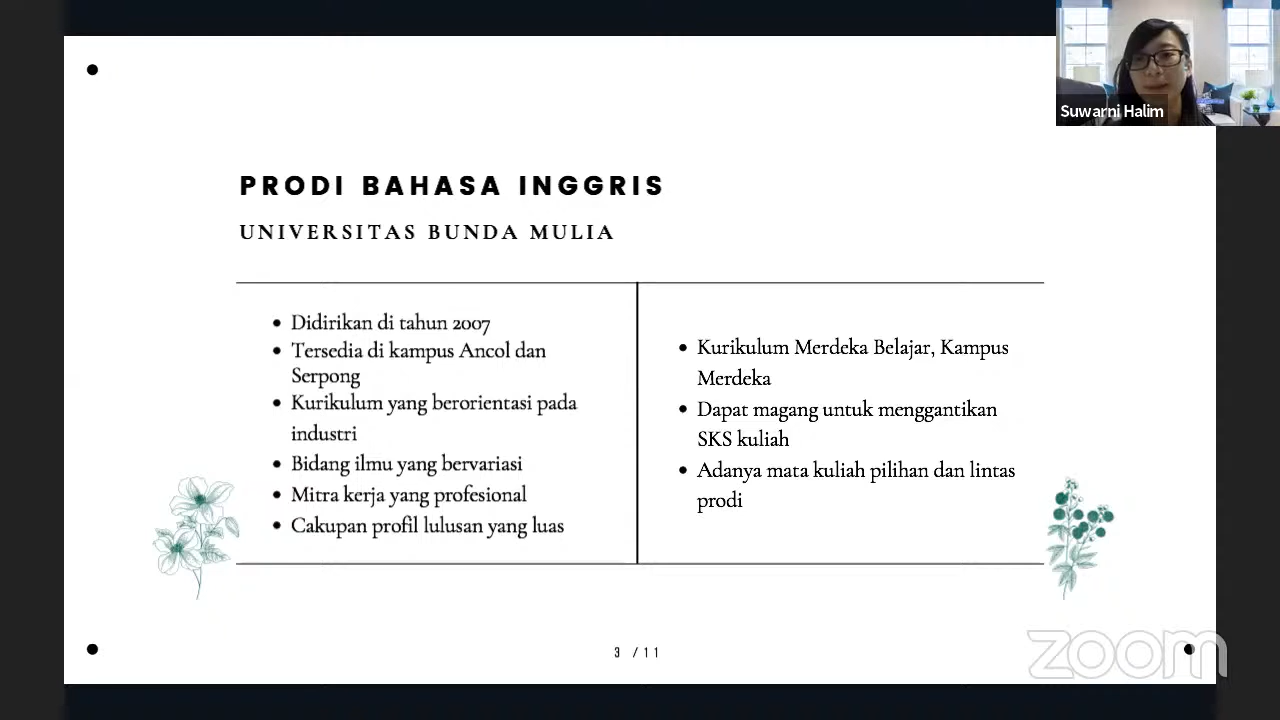 Suwarni Halim
PRODI BAHASA INGGRIS
UNIVERSITAS BUNDA MULIA
• Didirikan di tahun 2007
• Tersedia di kampus Ancol dan
Serpong
• Kurikulum yang berorientasi pada
industri
• Bidang ilmu yang bervariasi
• Mitra kerja yang profesional
• Cakupan profil lulusan yang luas
• Kurikulum Merdeka Belajar, Kampus
Merdeka
• Dapat magang untuk menggantikan
SKS kuliah
• Adanya mata kuliah pilihan dan lintas
prodi
3 / 11
zoom